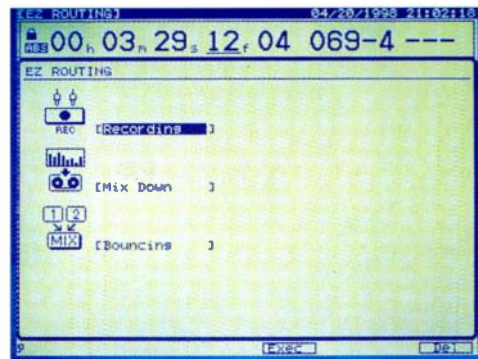 [EZ ROUTING] 04/20/1998 21:02:18
ABS 00h 03m 29s 12f 04 069-4 ---
EZ ROUTING
REC [Recording ]
[Mix Down ]
1 2
MIX [Bouncing ]
Exec